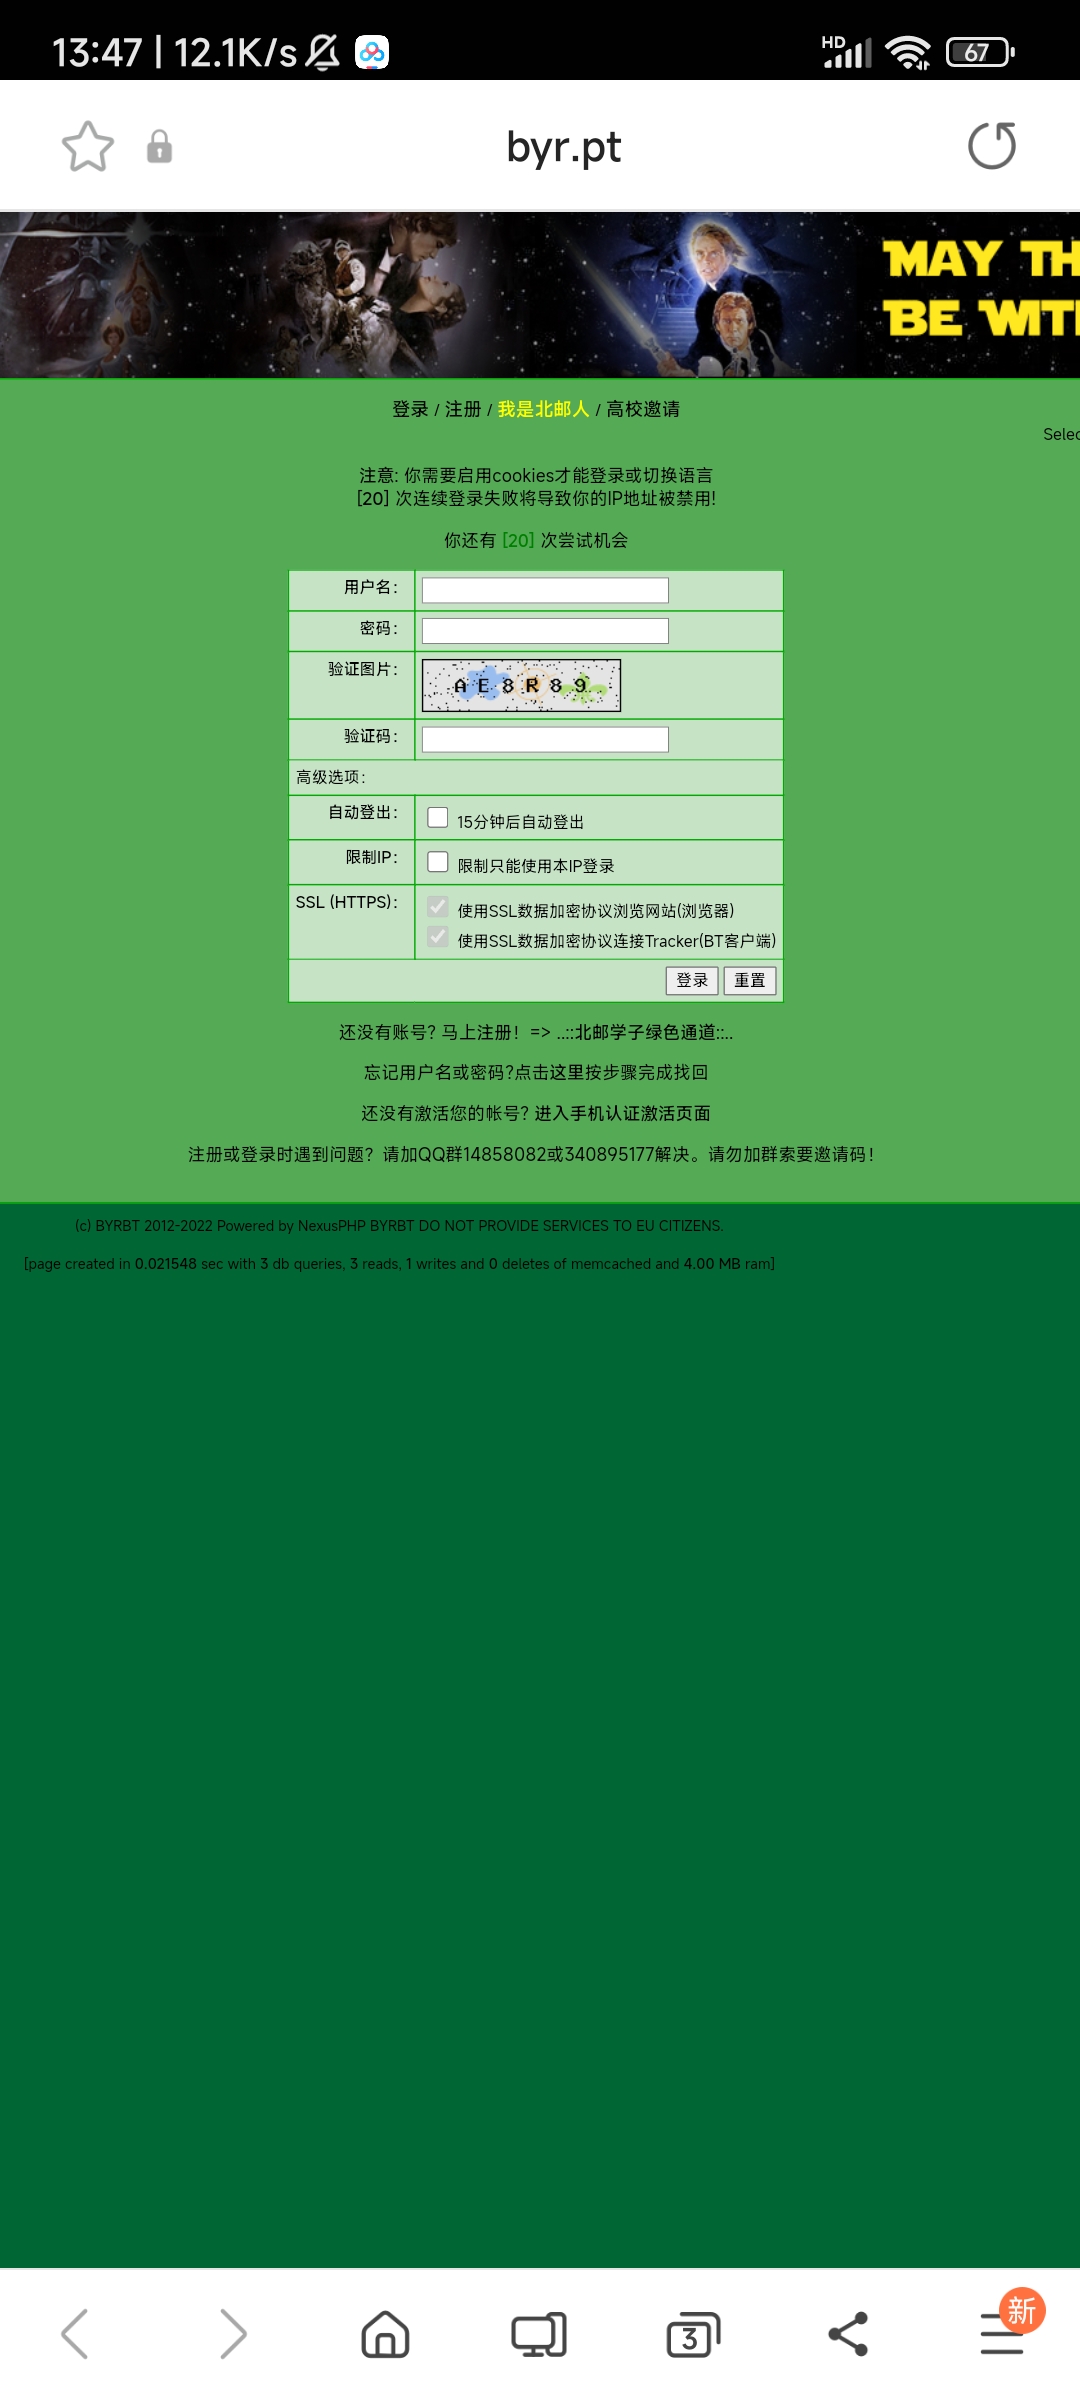 13:47 | 12.1K/s
HD
67
byr.pt
MAY TH
BE WIT
登录 / 注册 / 我是北邮人 / 高校邀请
Selec
注意: 你需要启用cookies才能登录或切换语言
[20] 次连续登录失败将导致你的IP地址被禁用!
你还有 [20] 次尝试机会
用户名：
密码：
验证图片：
AE8R89
验证码：
高级选项：
自动登出：
15分钟后自动登出
限制IP：
限制只能使用本IP登录
SSL (HTTPS)：
使用SSL数据加密协议浏览网站(浏览器)
使用SSL数据加密协议连接Tracker(BT客户端)
登录 重置
还没有账号? 马上注册！=> ..::北邮学子绿色通道::..
忘记用户名或密码?点击这里按步骤完成找回
还没有激活您的帐号? 进入手机认证激活页面
注册或登录时遇到问题？请加QQ群14858082或340895177解决。请勿加群索要邀请码！
(c) BYRBT 2012-2022 Powered by NexusPHP BYRBT DO NOT PROVIDE SERVICES TO EU CITIZENS.
[page created in 0.021548 sec with 3 db queries, 3 reads, 1 writes and 0 deletes of memcached and 4.00 MB ram]
3
新